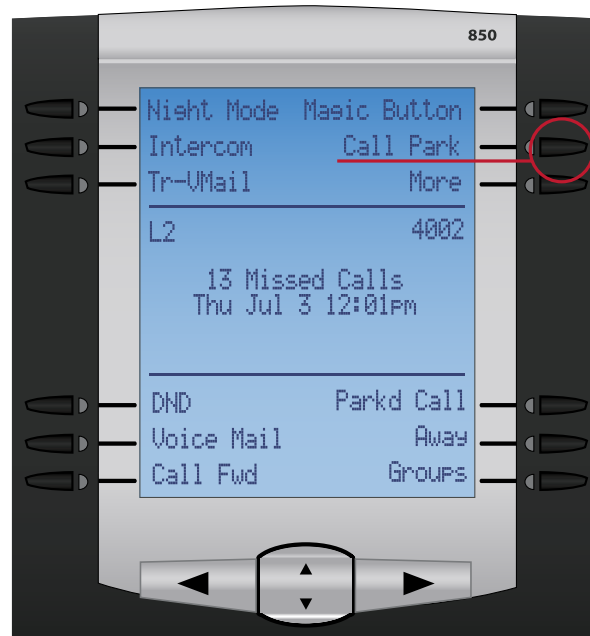 850
Night Mode Magic Button
Intercom Call Park
Tr-VMail More
L2 4002
13 Missed Calls
Thu Jul 3 12:01pm
DND Parkd Call
Voice Mail Away
Call Fwd Groups